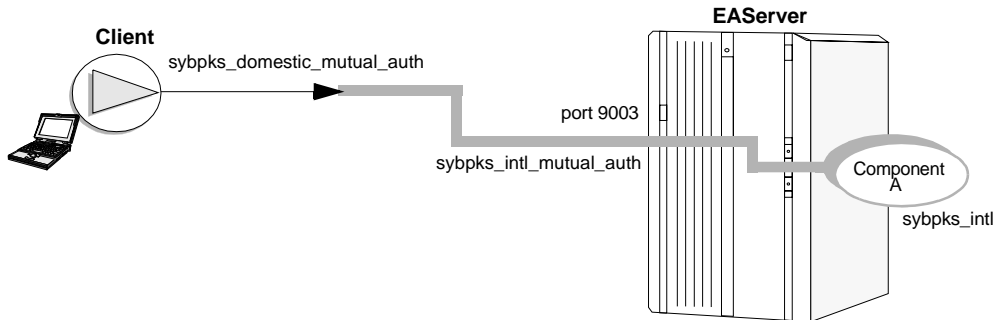 EAServer
Client
sybpks_domestic_mutual_auth
port 9003
sybpks_intl_mutual_auth
Component
A
sybpks_intl